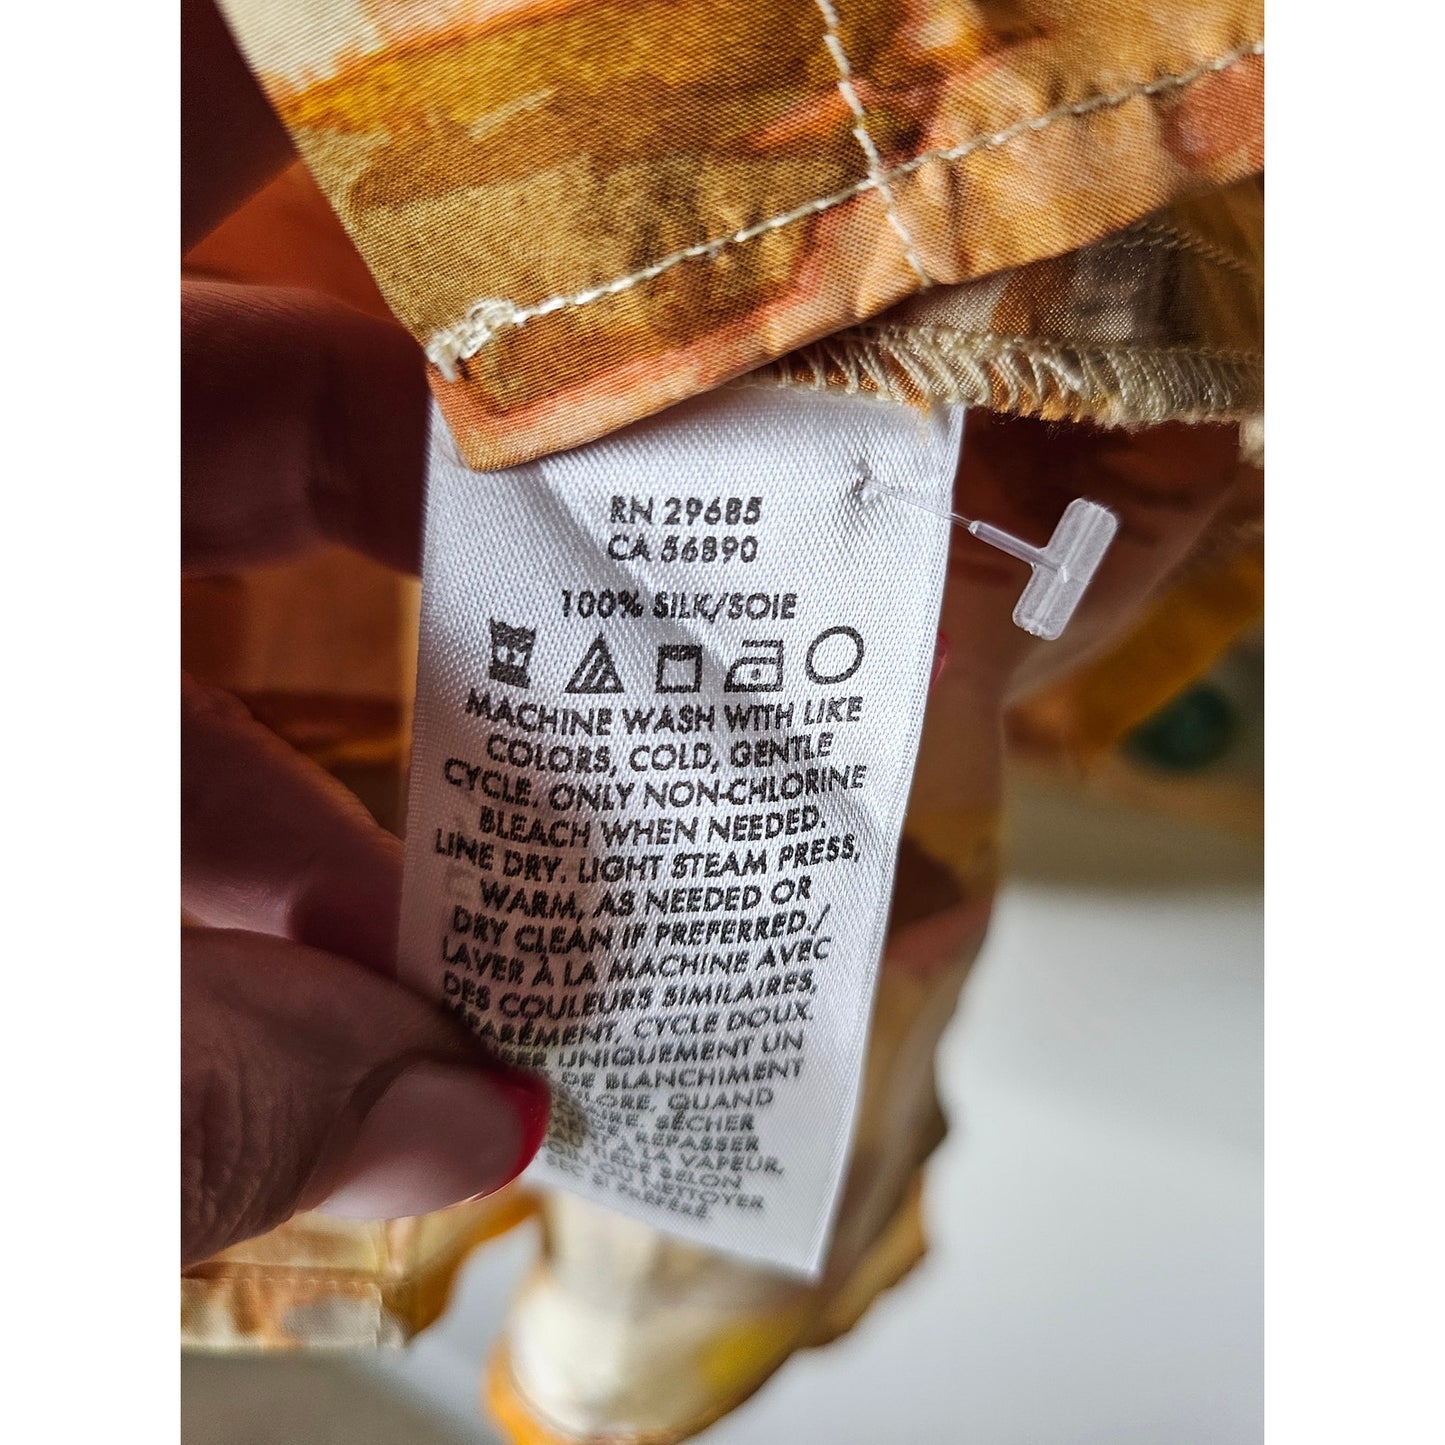 RN 29685
CA 56890
100% SILK/SOIE
MACHINE WASH WITH LIKE
COLORS, COLD, GENTLE
CYCLE. ONLY NON-CHLORINE
BLEACH WHEN NEEDED.
LINE DRY. LIGHT STEAM PRESS,
WARM, AS NEEDED OR
DRY CLEAN IF PREFERRED/
LAVER À LA MACHINE AVEC
DES COULEURS SIMILAIRES,
CYCLE DOUX
UNIQUEMENT UN
DE BLANCHIMENT
QUAND
SÉCHER
REPASSER
À LA VAPEUR,
SELON
OU NETTOYER
SEC SI PRÉFÉRÉ.